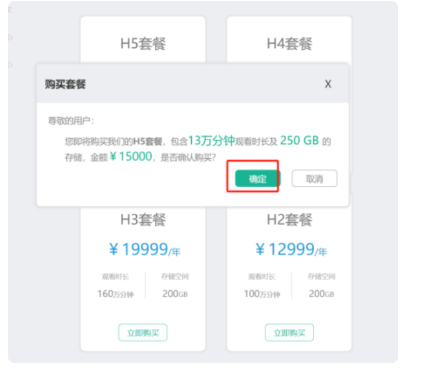 H5套餐
H4套餐
购买套餐
X
尊敬的用户：
您即将购买我们的H5套餐，包含13万分钟观看时长及 250 GB 的
存储，金额 ¥ 15000，是否确认购买？
确定
取消
H3套餐
H2套餐
¥ 19999/年
¥ 12999/年
观看时长
存储空间
观看时长
存储空间
160万分钟
200GB
100万分钟
200GB
立即购买
立即购买